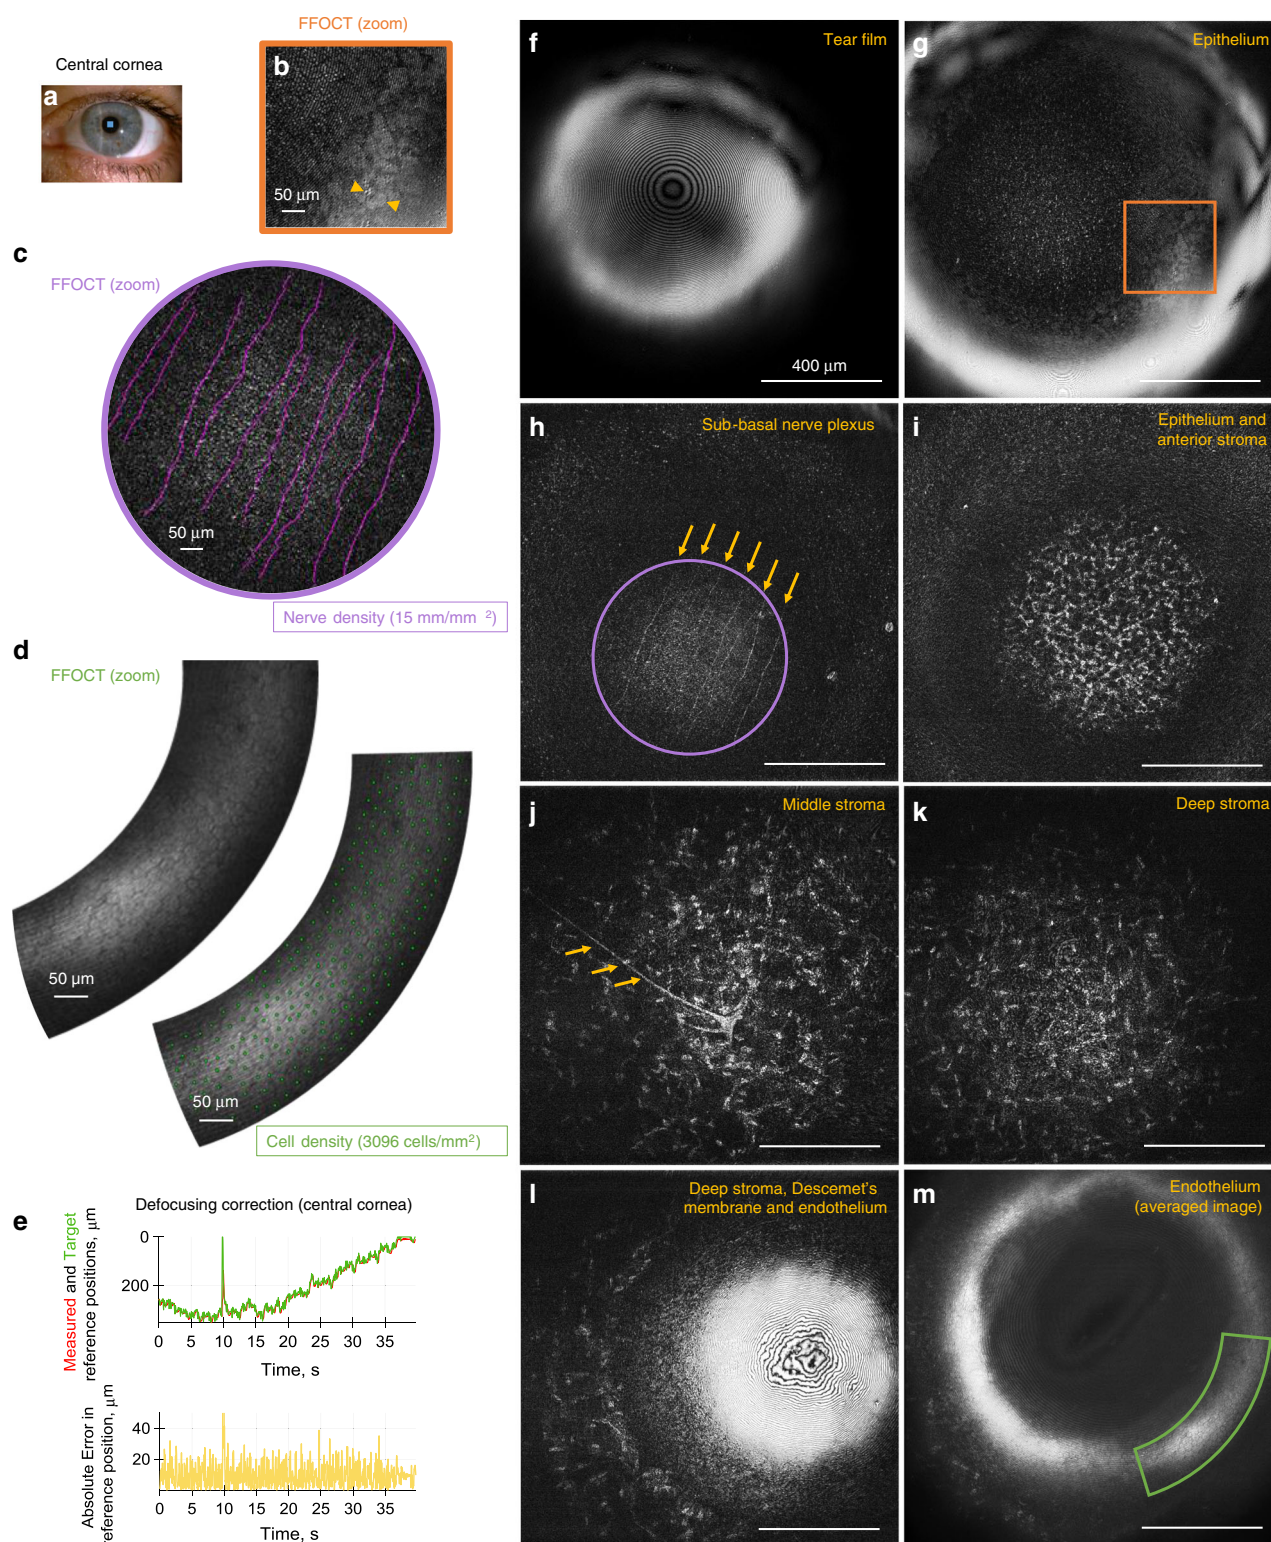 Central cornea
a
FFOCT (zoom)
b
50 μm
c
FFOCT (zoom)
50 μm
Nerve density (15 mm/mm 2)
d
FFOCT (zoom)
50 μm
50 μm
Cell density (3096 cells/mm2)
e
Defocusing correction (central cornea)
Measured and Target
reference positions, μm
0
200
0 5 10 15 20 25 30 35
Time, s
Absolute Error in
eference position, μm
40
20
0 5 10 15 20 25 30 35
Time, s
f
Tear film
400 μm
g
Epithelium
h
Sub-basal nerve plexus
i
Epithelium and
anterior stroma
j
Middle stroma
k
Deep stroma
l
Deep stroma, Descemet's
membrane and endothelium
m
Endothelium
(averaged image)